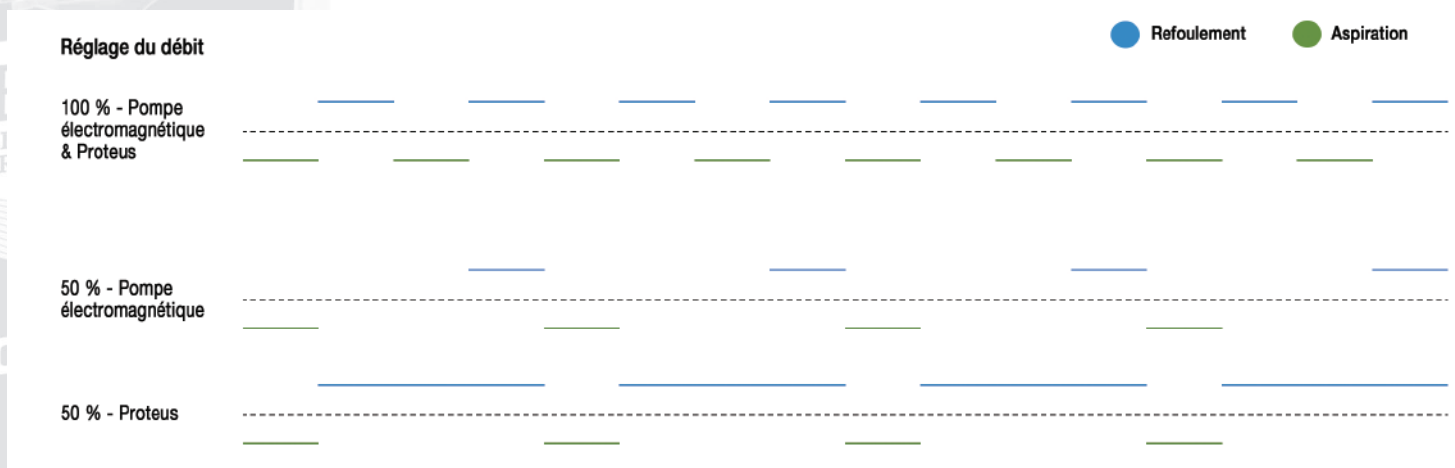 Réglage du débit
Refoulement
Aspiration
100 % - Pompe
électromagnétique
& Proteus
50 % - Pompe
électromagnétique
50 % - Proteus